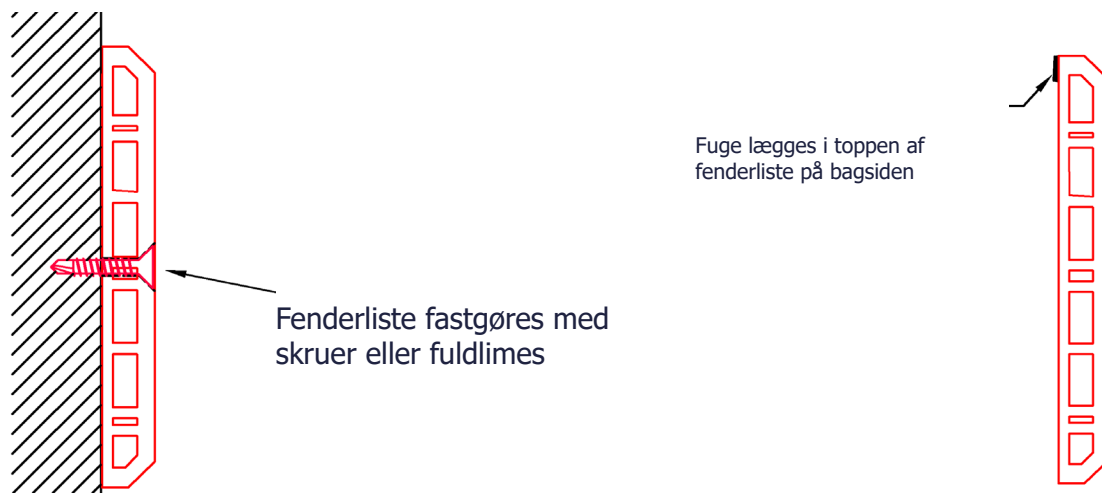 Fuge lægges i toppen af
fenderliste på bagsiden
Fenderliste fastgøres med
skruer eller fuldlimes